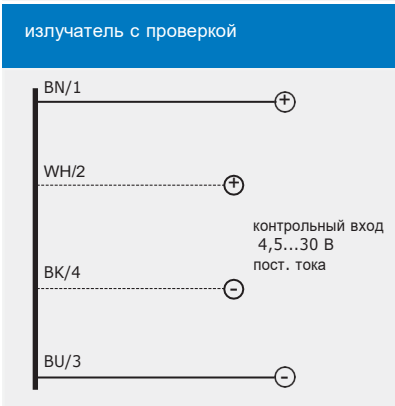 излучатель с проверкой
BN/1
+
WH/2
+
контрольный вход
4,5...30 В
пост. тока
BK/4
-
BU/3
-